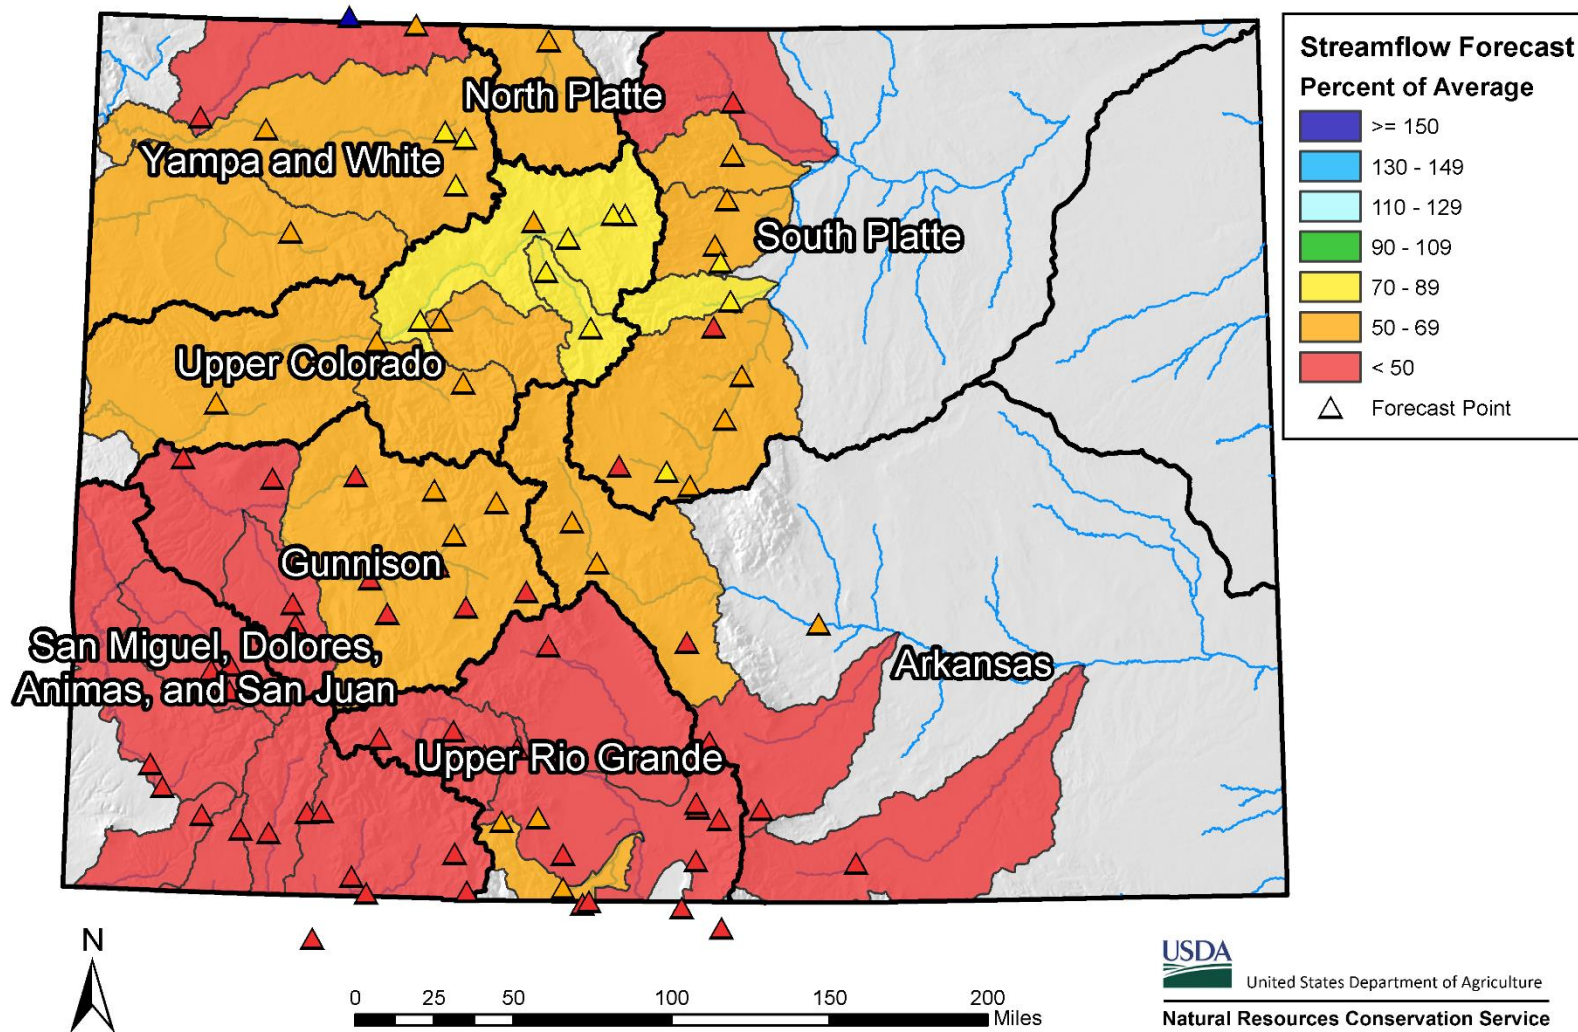 North Platte
Yampa and White
South Platte
Upper Colorado
Gunnison
San Miguel, Dolores,
Animas, and San Juan
Arkansas
Upper Rio Grande
Streamflow Forecast
Percent of Average
>= 150
130 - 149
110 - 129
90 - 109
70 - 89
50 - 69
< 50
Forecast Point
N
0 25 50 100 150 200
Miles
USDA
United States Department of Agriculture
Natural Resources Conservation Service